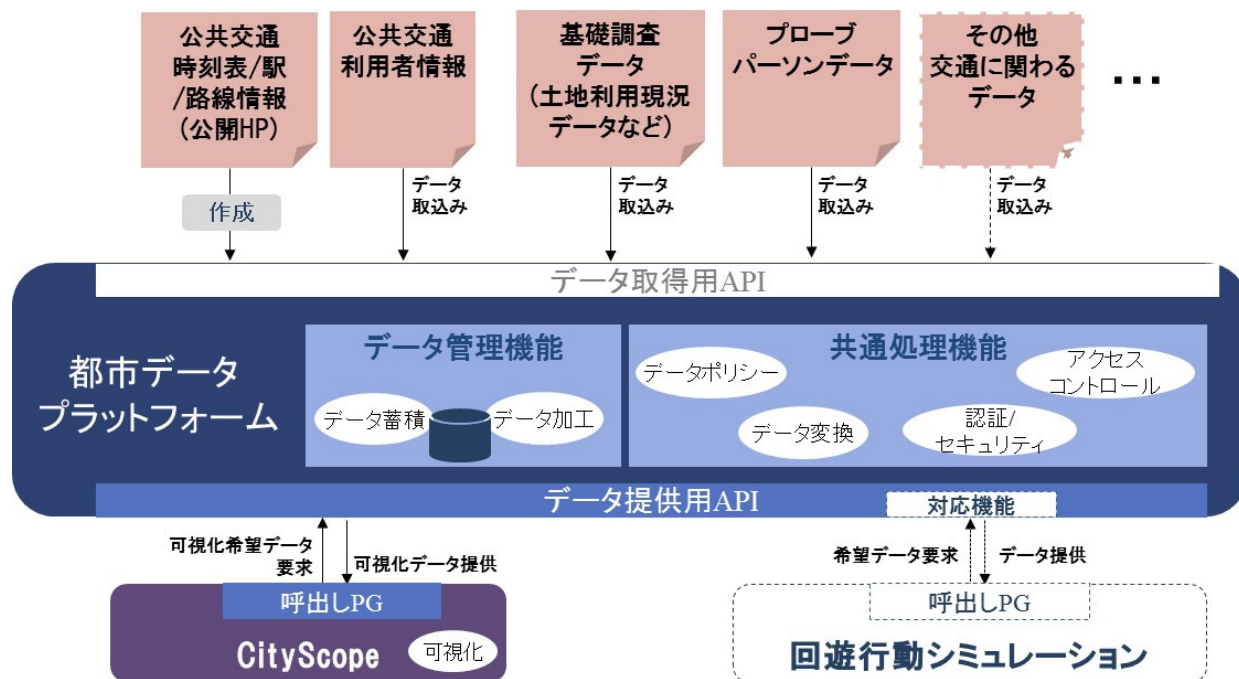 公共交通
時刻表/駅
/路線情報
(公開HP)
公共交通
利用者情報
基礎調査
データ
(土地利用現況
データなど)
プローブ
パーソンデータ
その他
交通に関わる
データ
...
作成
データ
取込み
データ
取込み
データ
取込み
データ
取込み
データ取得用API
都市データ
プラットフォーム
データ管理機能
データ蓄積
データ加工
共通処理機能
データポリシー
アクセス
コントロール
データ変換
認証/
セキュリティ
データ提供用API
対応機能
可視化希望データ
要求
可視化データ提供
希望データ要求
データ提供
呼出しPG
CityScope
可視化
呼出しPG
回遊行動シミュレーション